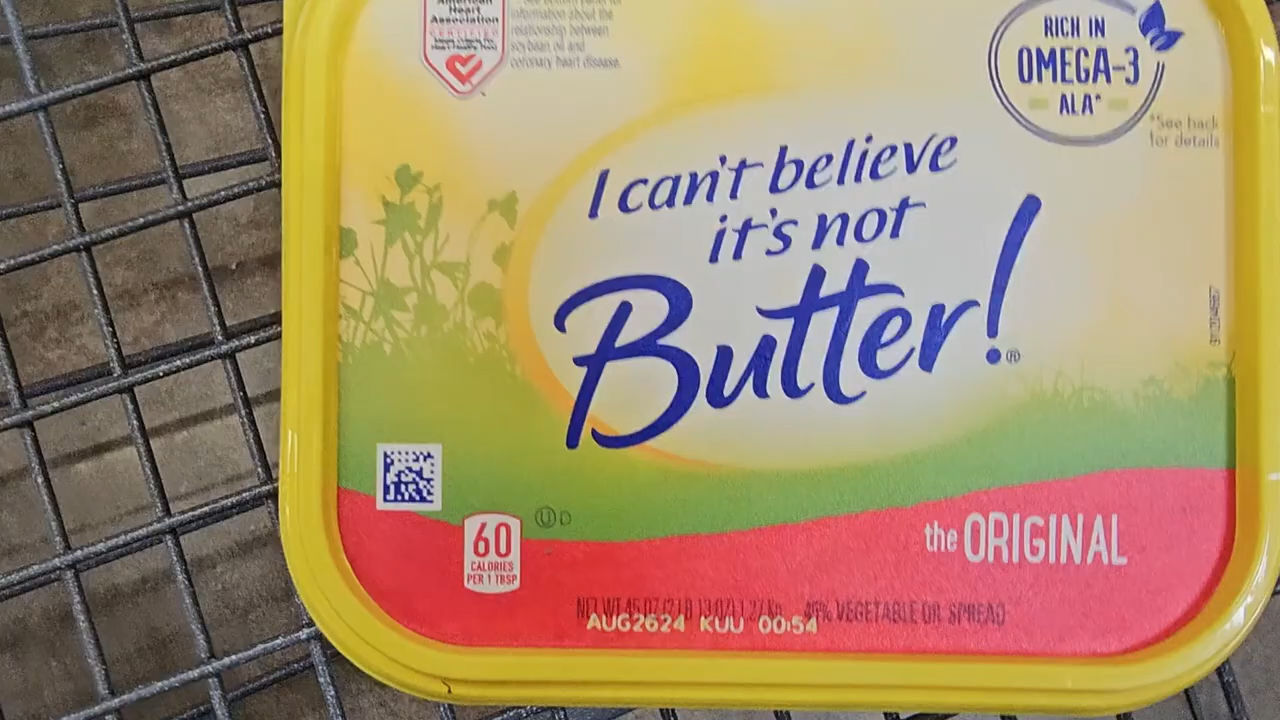 American
Heart
Association
CERTIFIED
Meets Criteria For
Heart-Healthy Food
See bottom panel for
information about the
relationship between
soybean oil and
coronary heart disease.
RICH IN
OMEGA-3
ALA*
*See back
for details
I can't believe
it's not
Butter!®
60
CALORIES
PER 1 TBSP
U D
the ORIGINAL
NET WT 45 OZ (2 LB 13 OZ) 1.27kg 45% VEGETABLE OIL SPREAD
AUG2624 KUU 00:54